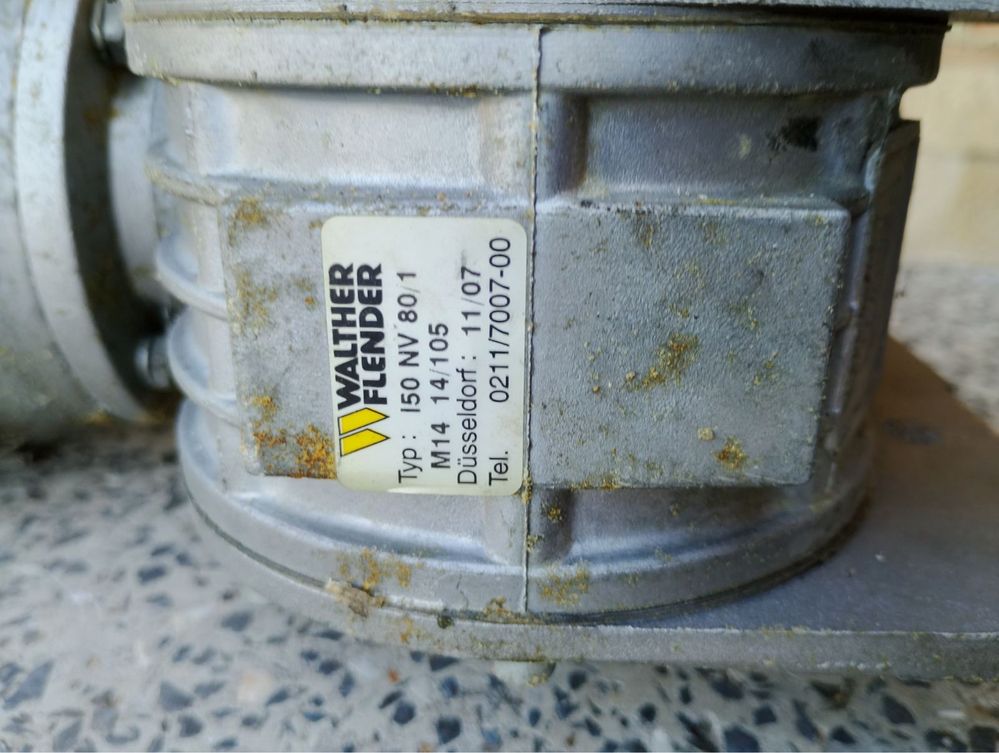 WALTHER
FLENDER
Typ : I50 NV 80/1
M14 14/105
Düsseldorf : 11/07
Tel. 0211/7007-00